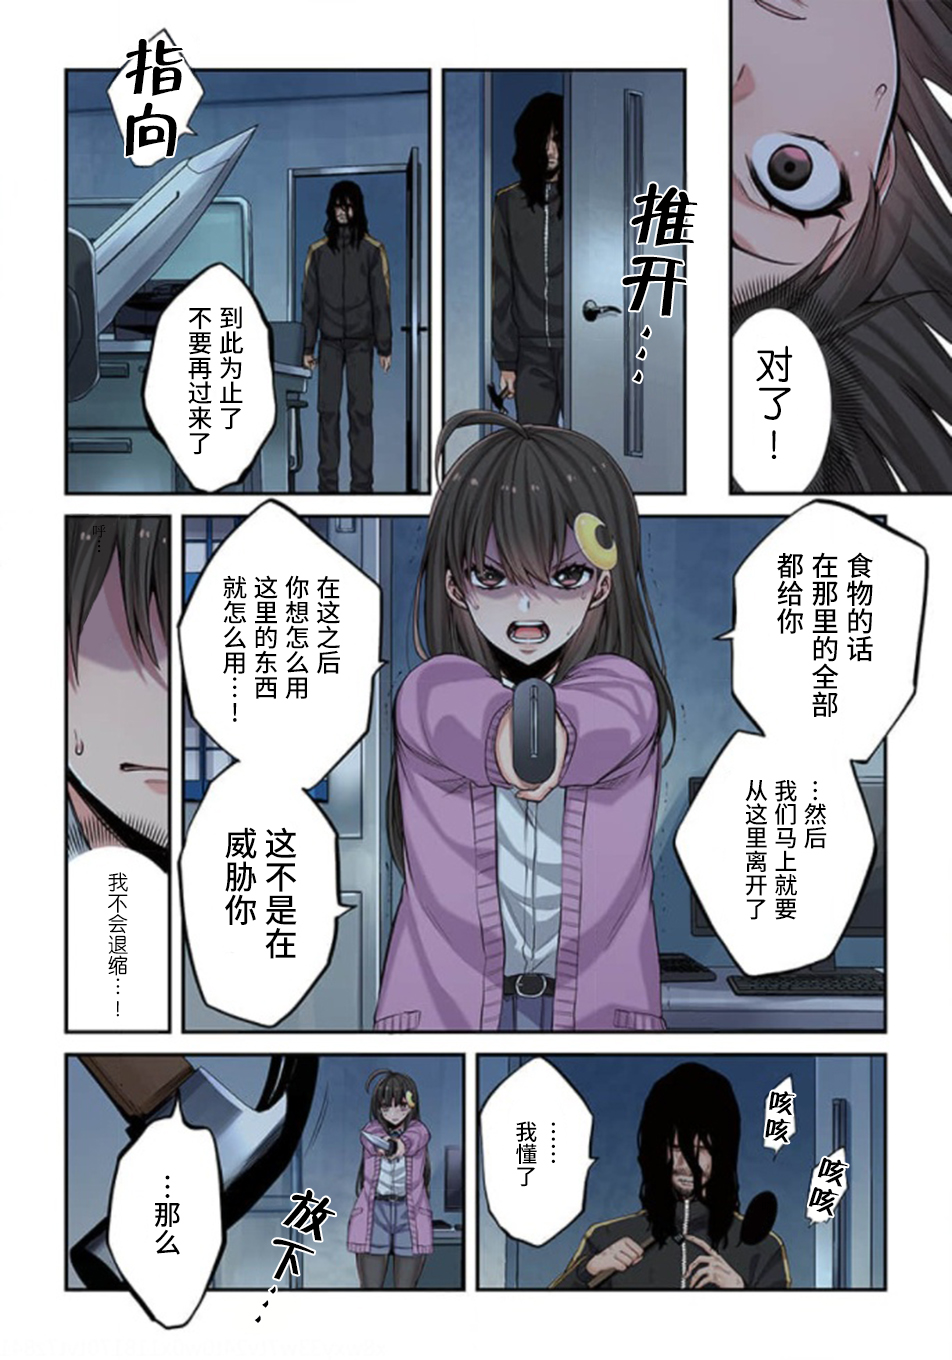 对了！
推开…
指向
到此为止了
不要再过来了
食物的话
在那里的全部
都给你
…然后
我们马上就要
从这里离开了
在这之后
你想怎么用
这里的东西
就怎么用…！
这不是在
威胁你
呼…
我不会退缩…！
咳咳
咳咳
……
我懂了
放下…
…那么